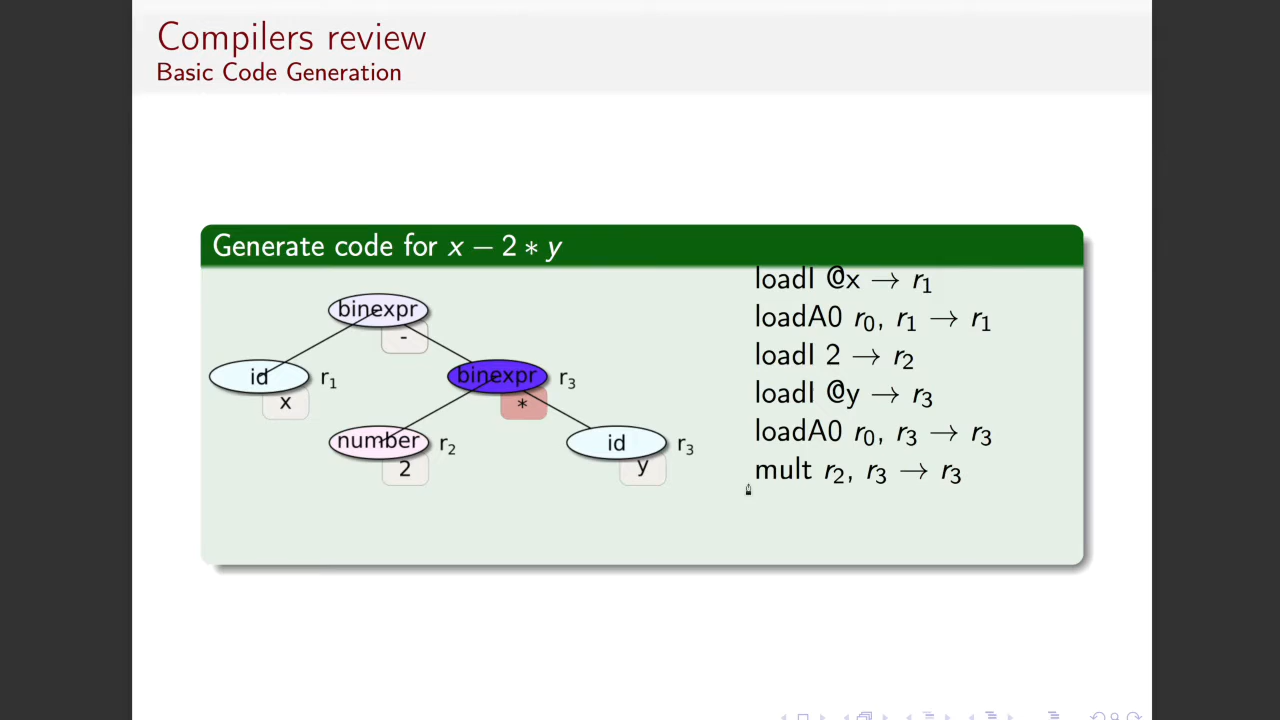 Compilers review
Basic Code Generation
Generate code for x − 2 ∗ y
binexpr
-
id r₁
x
binexpr r₃
*
number r₂
2
id r₃
y
loadI @x → r₁
loadA0 r₀, r₁ → r₁
loadI 2 → r₂
loadI @y → r₃
loadA0 r₀, r₃ → r₃
mult r₂, r₃ → r₃